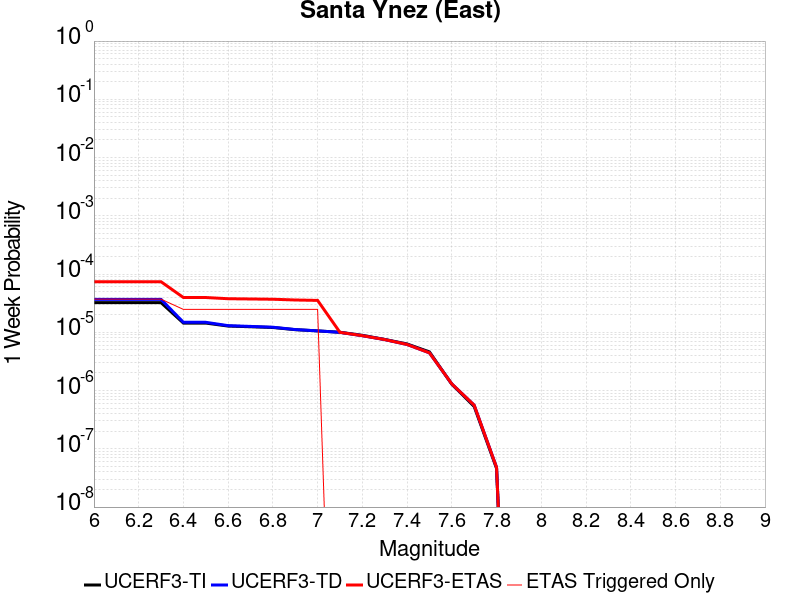 Santa Ynez (East)
10 0
10 -1
10 -2
10 -3
10 -4
10 -5
10 -6
10 -7
10 -8
1 Week Probability
6 6.2 6.4 6.6 6.8 7 7.2 7.4 7.6 7.8 8 8.2 8.4 8.6 8.8 9
Magnitude
UCERF3-TI UCERF3-TD UCERF3-ETAS ETAS Triggered Only